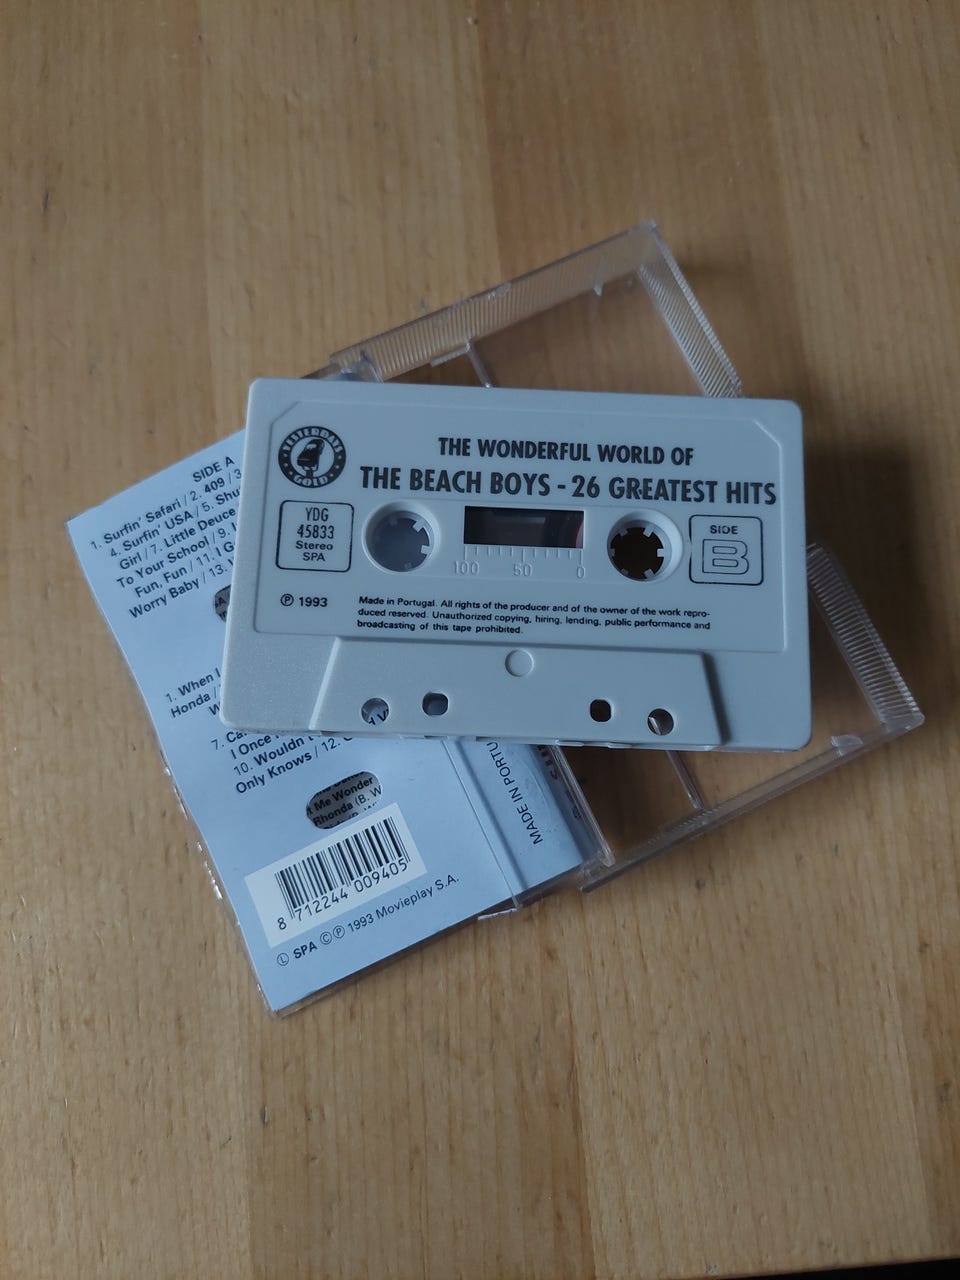 THE WONDERFUL WORLD OF
THE BEACH BOYS - 26 GREATEST HITS
YESTERDAYS
GOLD
YDG
45833
Stereo
SPA
SIDE
B
100 50 0
℗ 1993
Made in Portugal. All rights of the producer and of the owner of the work repro-
duced reserved. Unauthorized copying, hiring, lending, public performance and
broadcasting of this tape prohibited.
SIDE A
1. Surfin' Safari / 2. 409 / 3
4. Surfin' USA / 5. Shu
Girl / 7. Little Deuce
To Your School / 9.
Fun, Fun / 11. I G
Worry Baby / 13.
1. When I
Honda /
7. Ca
I Once
10. Wouldn't
Only Knows / 12.
t Me Wonder
Rhonda (B. W
8 712244 009405
Ⓛ SPA Ⓒ ℗ 1993 Movieplay S.A.
MADE IN PORTU